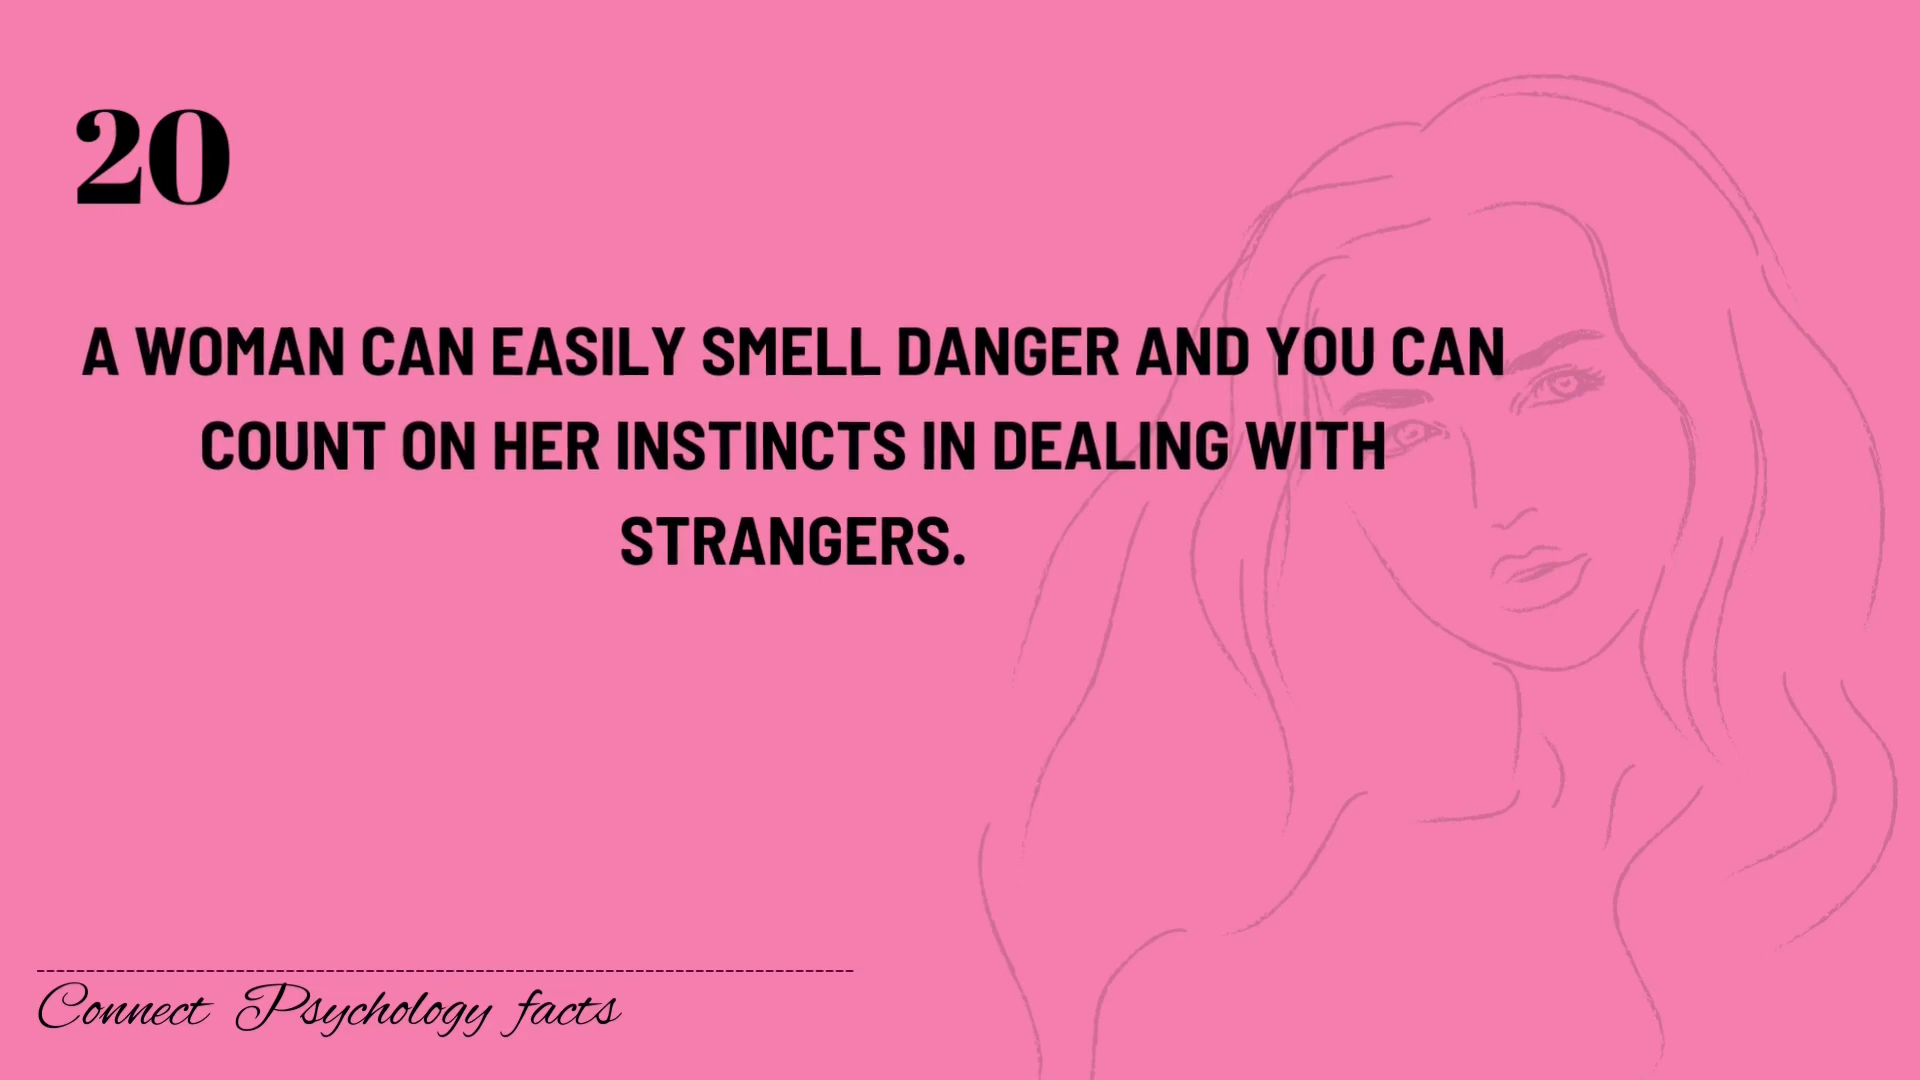 20
A WOMAN CAN EASILY SMELL DANGER AND YOU CAN
COUNT ON HER INSTINCTS IN DEALING WITH
STRANGERS.
Connect Psychology facts